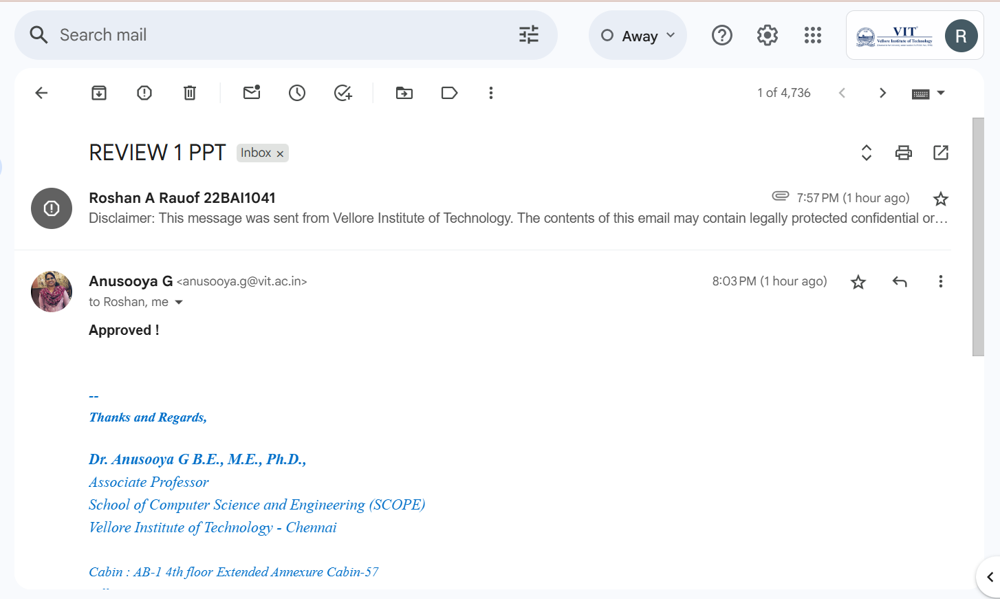 Search mail
Away
VIT
Vellore Institute of Technology
R
1 of 4,736
REVIEW 1 PPT Inbox ×
Roshan A Rauof 22BAI1041 7:57 PM (1 hour ago)
Disclaimer: This message was sent from Vellore Institute of Technology. The contents of this email may contain legally protected confidential or...
Anusooya G <anusooya.g@vit.ac.in> 8:03 PM (1 hour ago)
to Roshan, me
Approved !
--
Thanks and Regards,
Dr. Anusooya G B.E., M.E., Ph.D.,
Associate Professor
School of Computer Science and Engineering (SCOPE)
Vellore Institute of Technology - Chennai
Cabin : AB-1 4th floor Extended Annexure Cabin-57